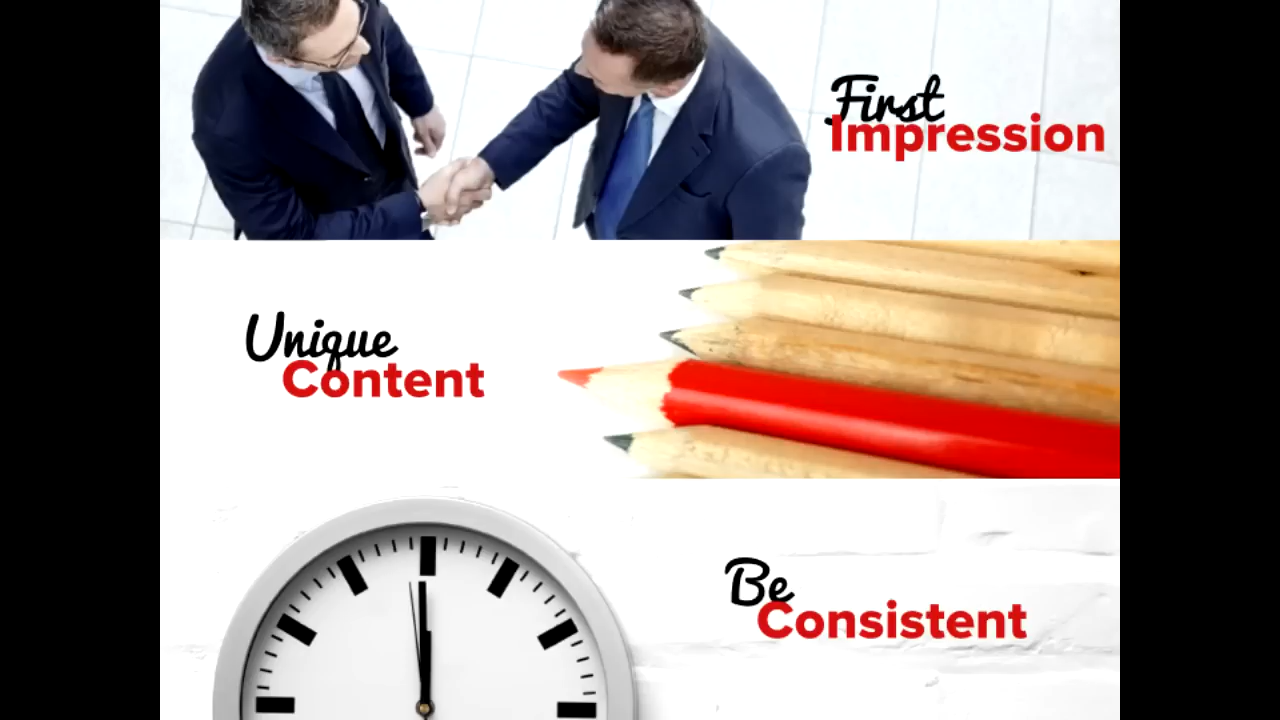 First
Impression
Unique
Content
Be
Consistent